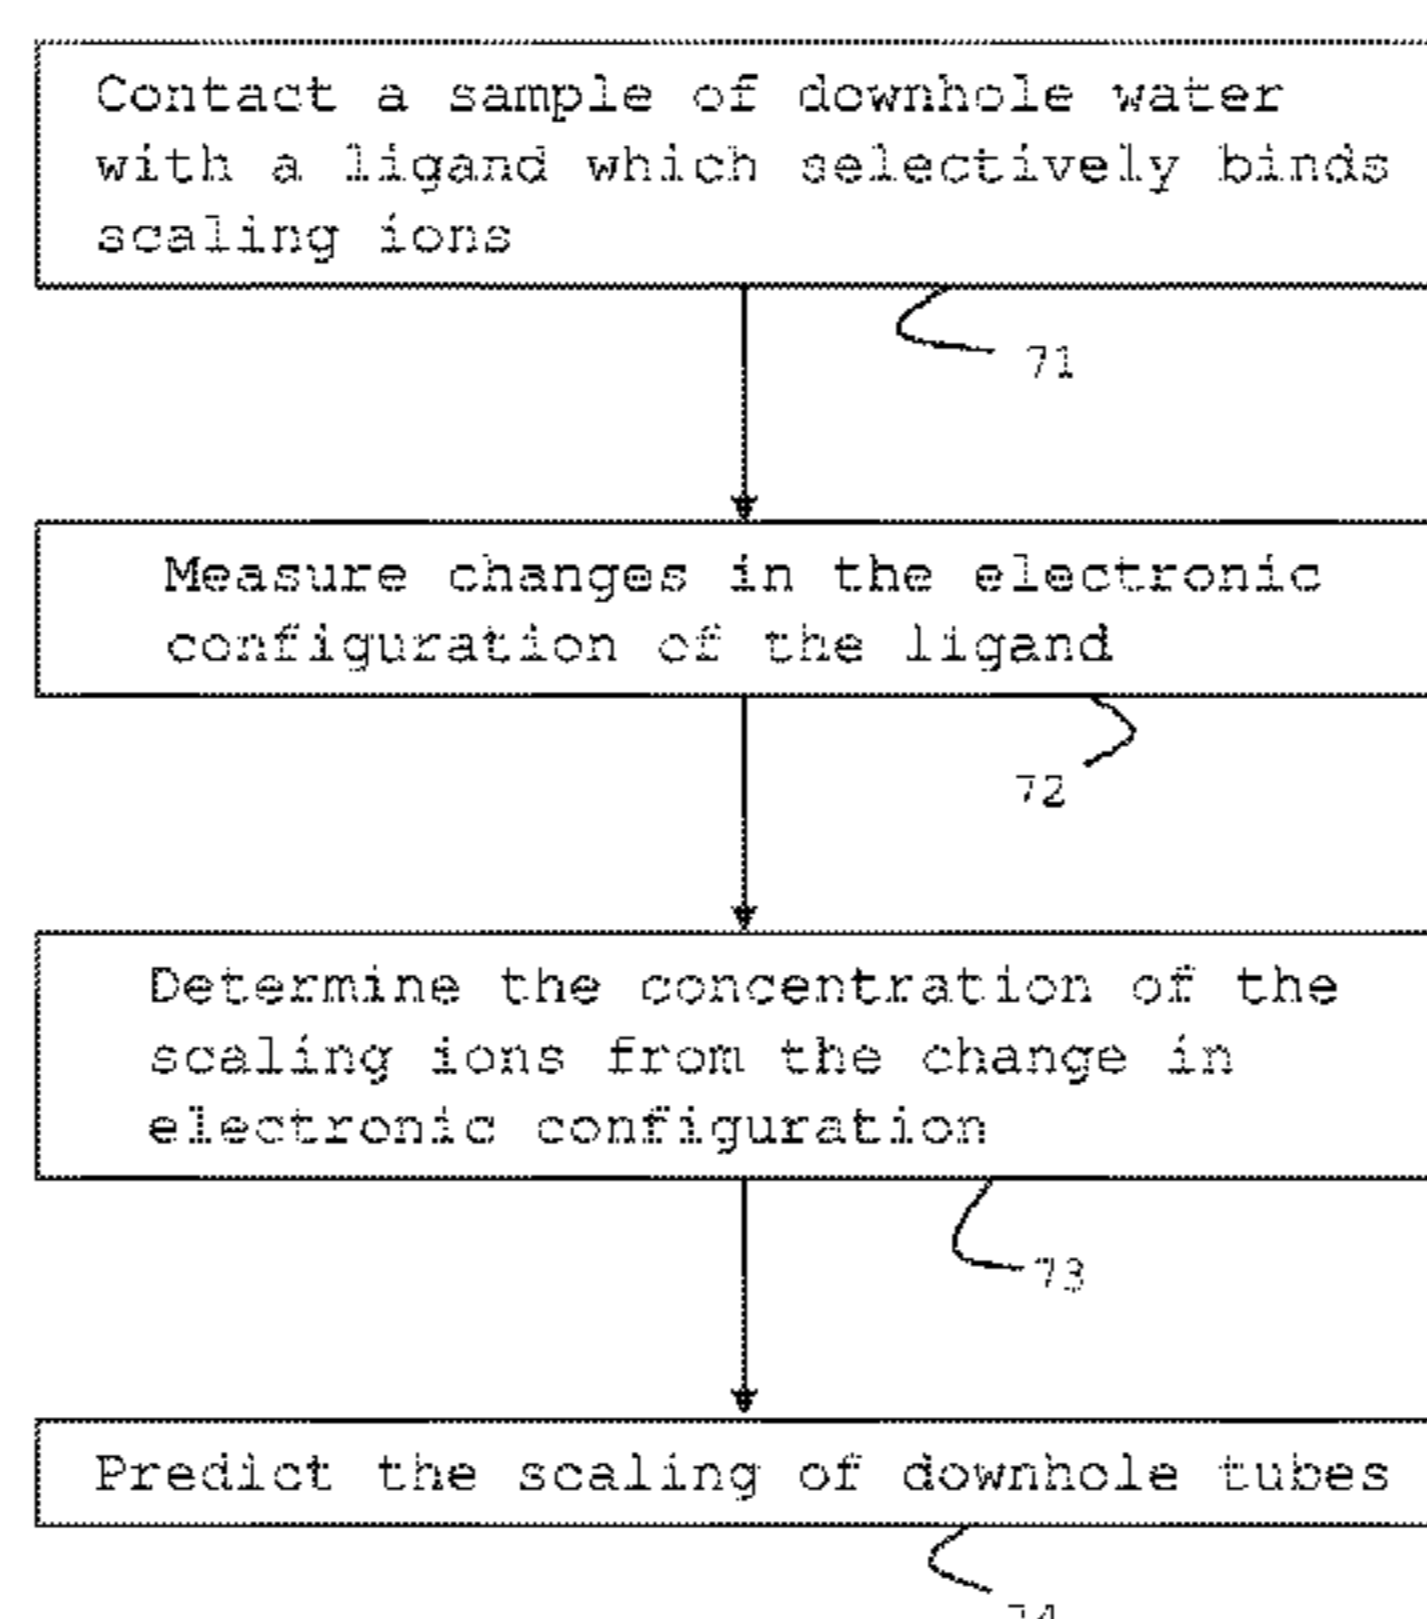 Contact a sample of downhole water
with a ligand which selectively binds
scaling ions
71
Measure changes in the electronic
configuration of the ligand
72
Determine the concentration of the
scaling ions from the change in
electronic configuration
73
Predict the scaling of downhole tubes
74